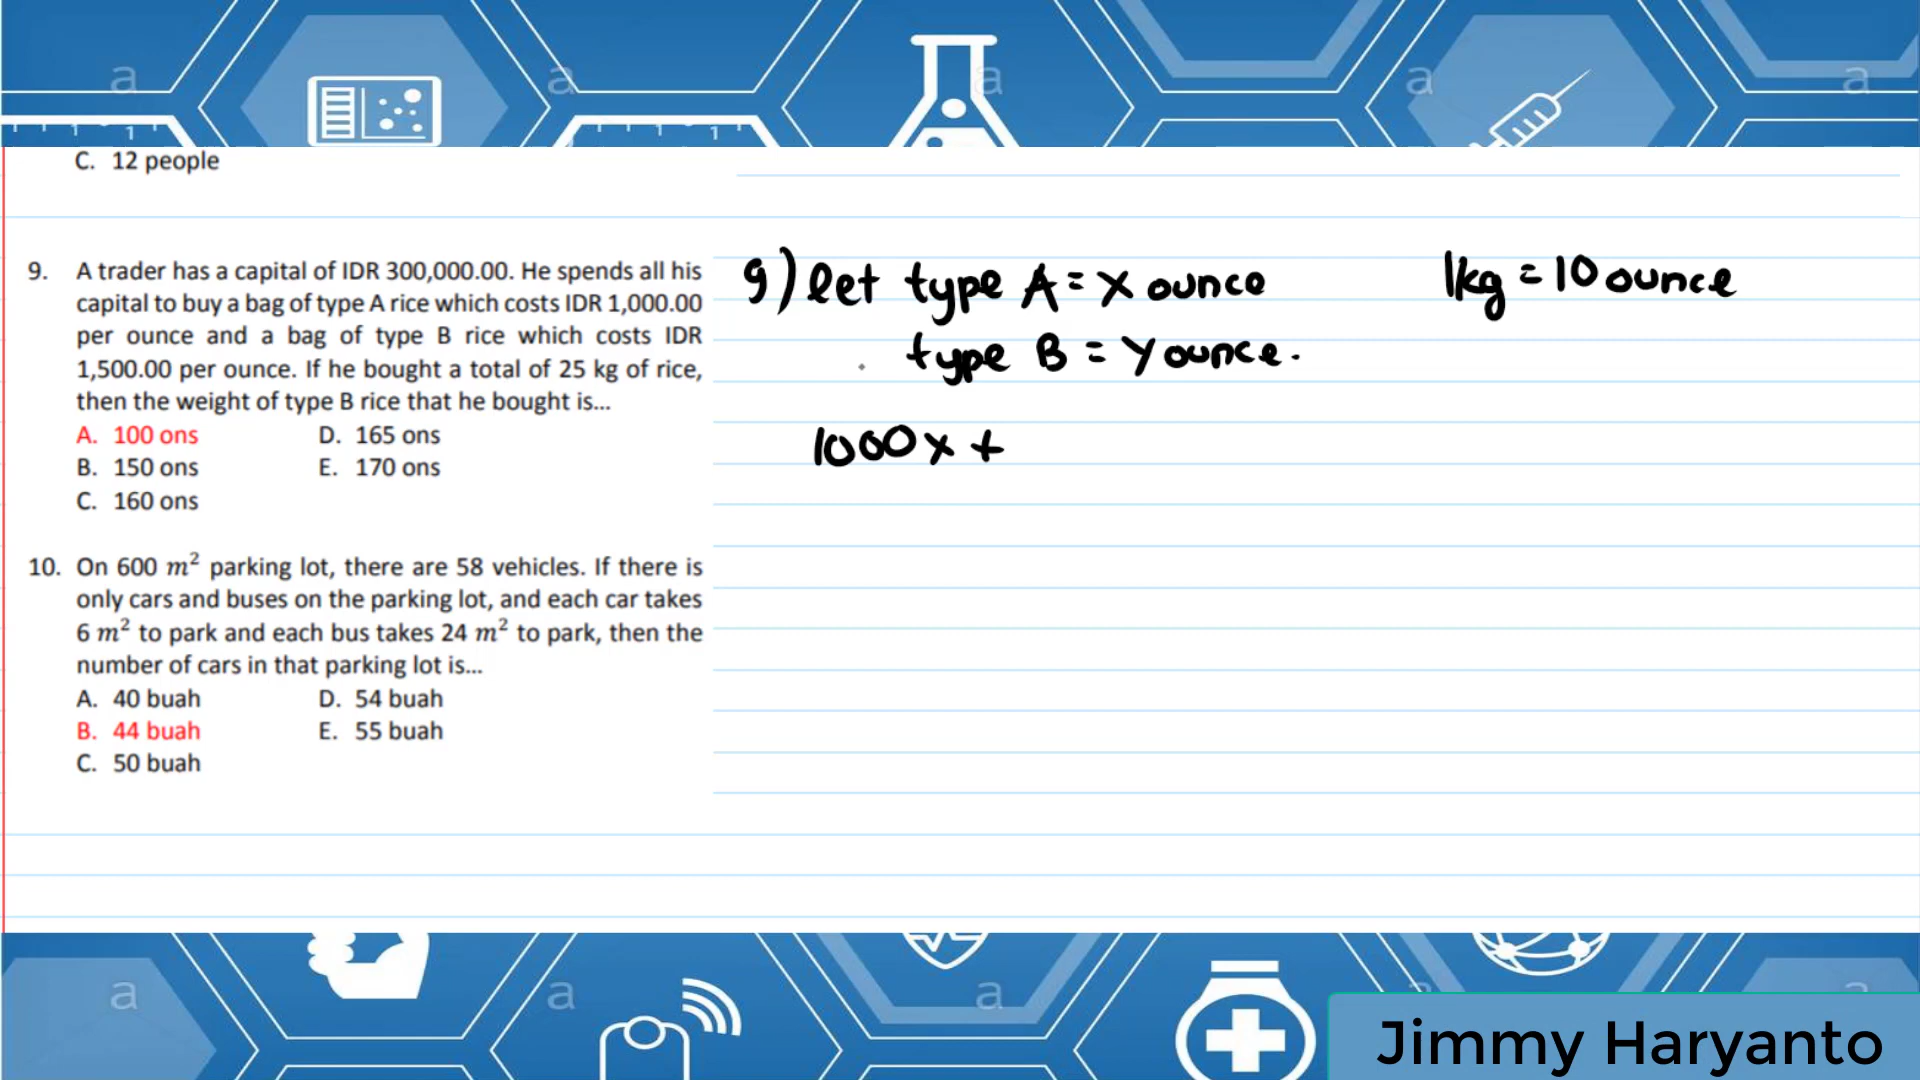 C. 12 people
9. A trader has a capital of IDR 300,000.00. He spends all his
capital to buy a bag of type A rice which costs IDR 1,000.00
per ounce and a bag of type B rice which costs IDR
1,500.00 per ounce. If he bought a total of 25 kg of rice,
then the weight of type B rice that he bought is...
A. 100 ons D. 165 ons
B. 150 ons E. 170 ons
C. 160 ons
10. On 600 m² parking lot, there are 58 vehicles. If there is
only cars and buses on the parking lot, and each car takes
6 m² to park and each bus takes 24 m² to park, then the
number of cars in that parking lot is...
A. 40 buah D. 54 buah
B. 44 buah E. 55 buah
C. 50 buah
9) let type A = x ounce
type B = y ounce.
1000x +
1kg = 10 ounce
Jimmy Haryanto